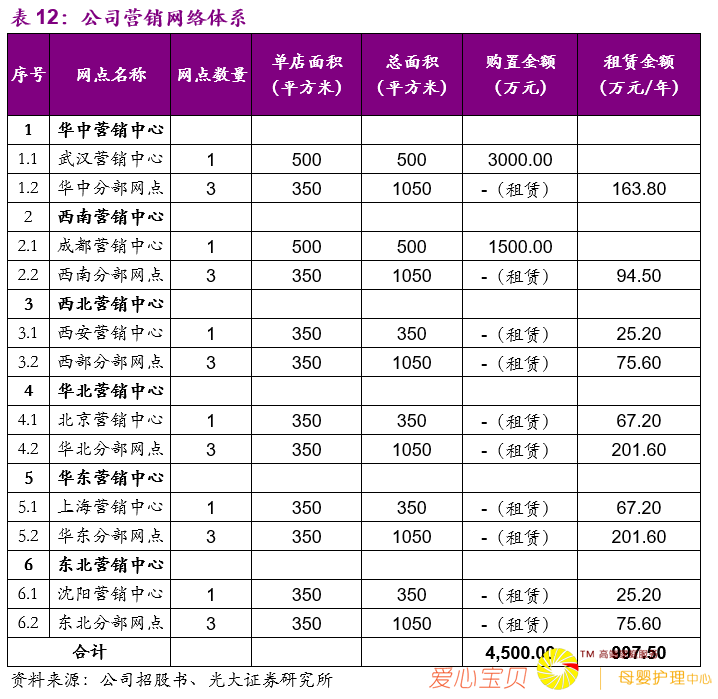 表 12：公司营销网络体系
序号 网点名称 网点数量 单店面积（平方米） 总面积（平方米） 购置金额（万元） 租赁金额（万元/年）
1 华中营销中心
1.1 武汉营销中心 1 500 500 3000.00
1.2 华中分部网点 3 350 1050 -（租赁） 163.80
2 西南营销中心
2.1 成都营销中心 1 500 500 1500.00
2.2 西南分部网点 3 350 1050 -（租赁） 94.50
3 西北营销中心
3.1 西安营销中心 1 350 350 -（租赁） 25.20
3.2 西部分部网点 3 350 1050 -（租赁） 75.60
4 华北营销中心
4.1 北京营销中心 1 350 350 -（租赁） 67.20
4.2 华北分部网点 3 350 1050 -（租赁） 201.60
5 华东营销中心
5.1 上海营销中心 1 350 350 -（租赁） 67.20
5.2 华东分部网点 3 350 1050 -（租赁） 201.60
6 东北营销中心
6.1 沈阳营销中心 1 350 350 -（租赁） 25.20
6.2 东北分部网点 3 350 1050 -（租赁） 75.60
合计 4,500.00 997.50
资料来源：公司招股书、光大证券研究所
爱心宝贝 TM 母婴护理中心